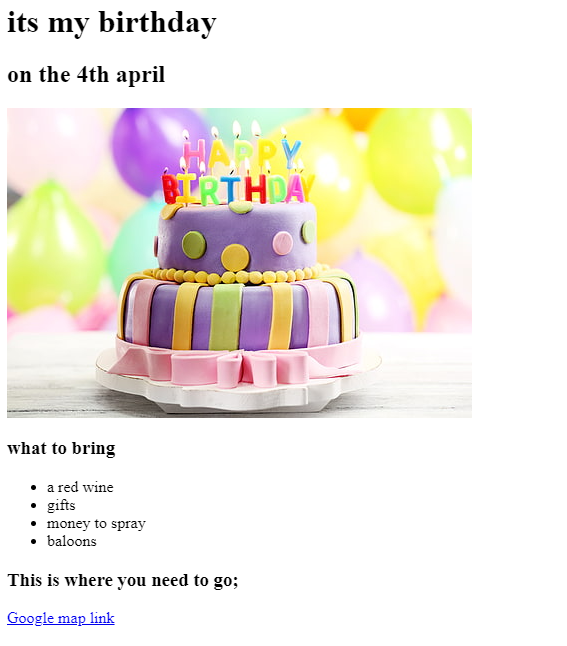 its my birthday
on the 4th april
HAPPY
BIRTHDAY
what to bring
a red wine
gifts
money to spray
baloons
This is where you need to go;
Google map link